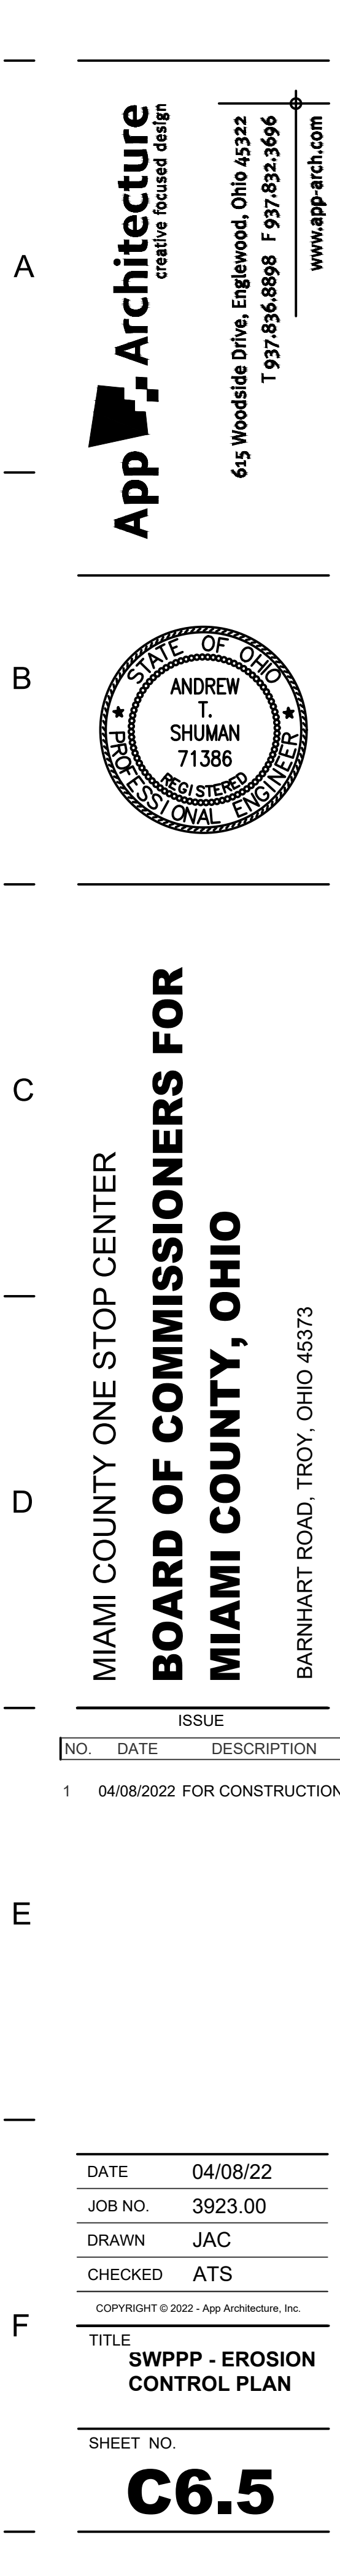 A
App Architecture
creative focused design
615 Woodside Drive, Englewood, Ohio 45322
T 937.836.8898 F 937.832.3696
www.app-arch.com
B
STATE OF OHIO
ANDREW
T.
SHUMAN
71386
REGISTERED
PROFESSIONAL ENGINEER
C
MIAMI COUNTY ONE STOP CENTER
BOARD OF COMMISSIONERS FOR
MIAMI COUNTY, OHIO
BARNHART ROAD, TROY, OHIO 45373
D
ISSUE
NO. DATE DESCRIPTION
1 04/08/2022 FOR CONSTRUCTION
E
DATE 04/08/22
JOB NO. 3923.00
DRAWN JAC
CHECKED ATS
COPYRIGHT © 2022 - App Architecture, Inc.
F
TITLE
SWPPP - EROSION
CONTROL PLAN
SHEET NO.
C6.5